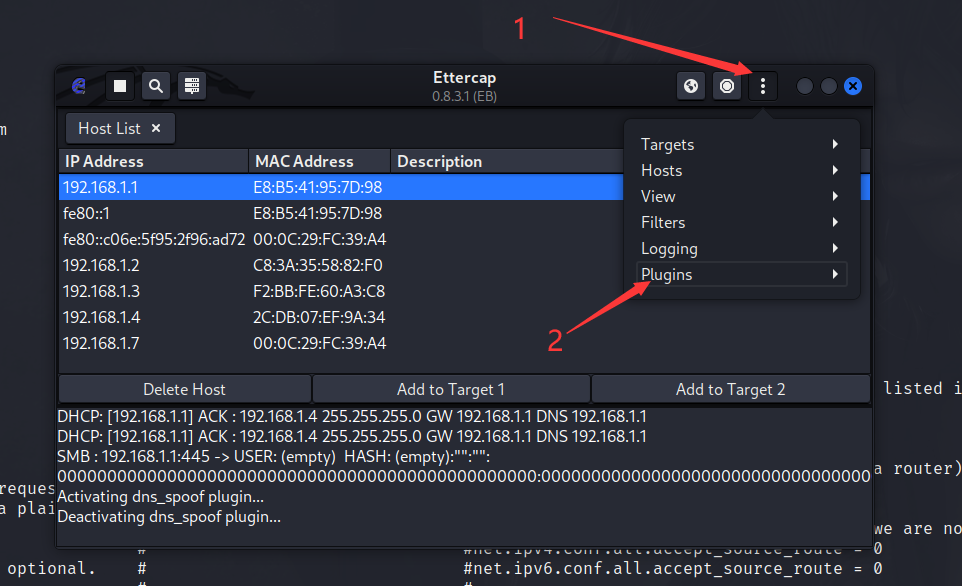 1
Ettercap
0.8.3.1 (EB)
m
Host List ×
IP Address MAC Address Description
Targets
192.168.1.1 E8:B5:41:95:7D:98
Hosts
fe80::1 E8:B5:41:95:7D:98
View
fe80::c06e:5f95:2f96:ad72 00:0C:29:FC:39:A4
Filters
192.168.1.2 C8:3A:35:58:82:F0
Logging
192.168.1.3 F2:BB:FE:60:A3:C8
Plugins
192.168.1.4 2C:DB:07:EF:9A:34
2
192.168.1.7 00:0C:29:FC:39:A4
Delete Host Add to Target 1 Add to Target 2
listed i
DHCP: [192.168.1.1] ACK : 192.168.1.4 255.255.255.0 GW 192.168.1.1 DNS 192.168.1.1
DHCP: [192.168.1.1] ACK : 192.168.1.4 255.255.255.0 GW 192.168.1.1 DNS 192.168.1.1
SMB : 192.168.1.1:445 -> USER: (empty) HASH: (empty):"":"":
000000000000000000000000000000000000000000000000:000000000000000000000000000000000
a router)
reques
Activating dns_spoof plugin...
a plai
Deactivating dns_spoof plugin...
we are no
# #net.ipv4.conf.all.accept_source_route = 0
optional. # #net.ipv6.conf.all.accept_source_route = 0